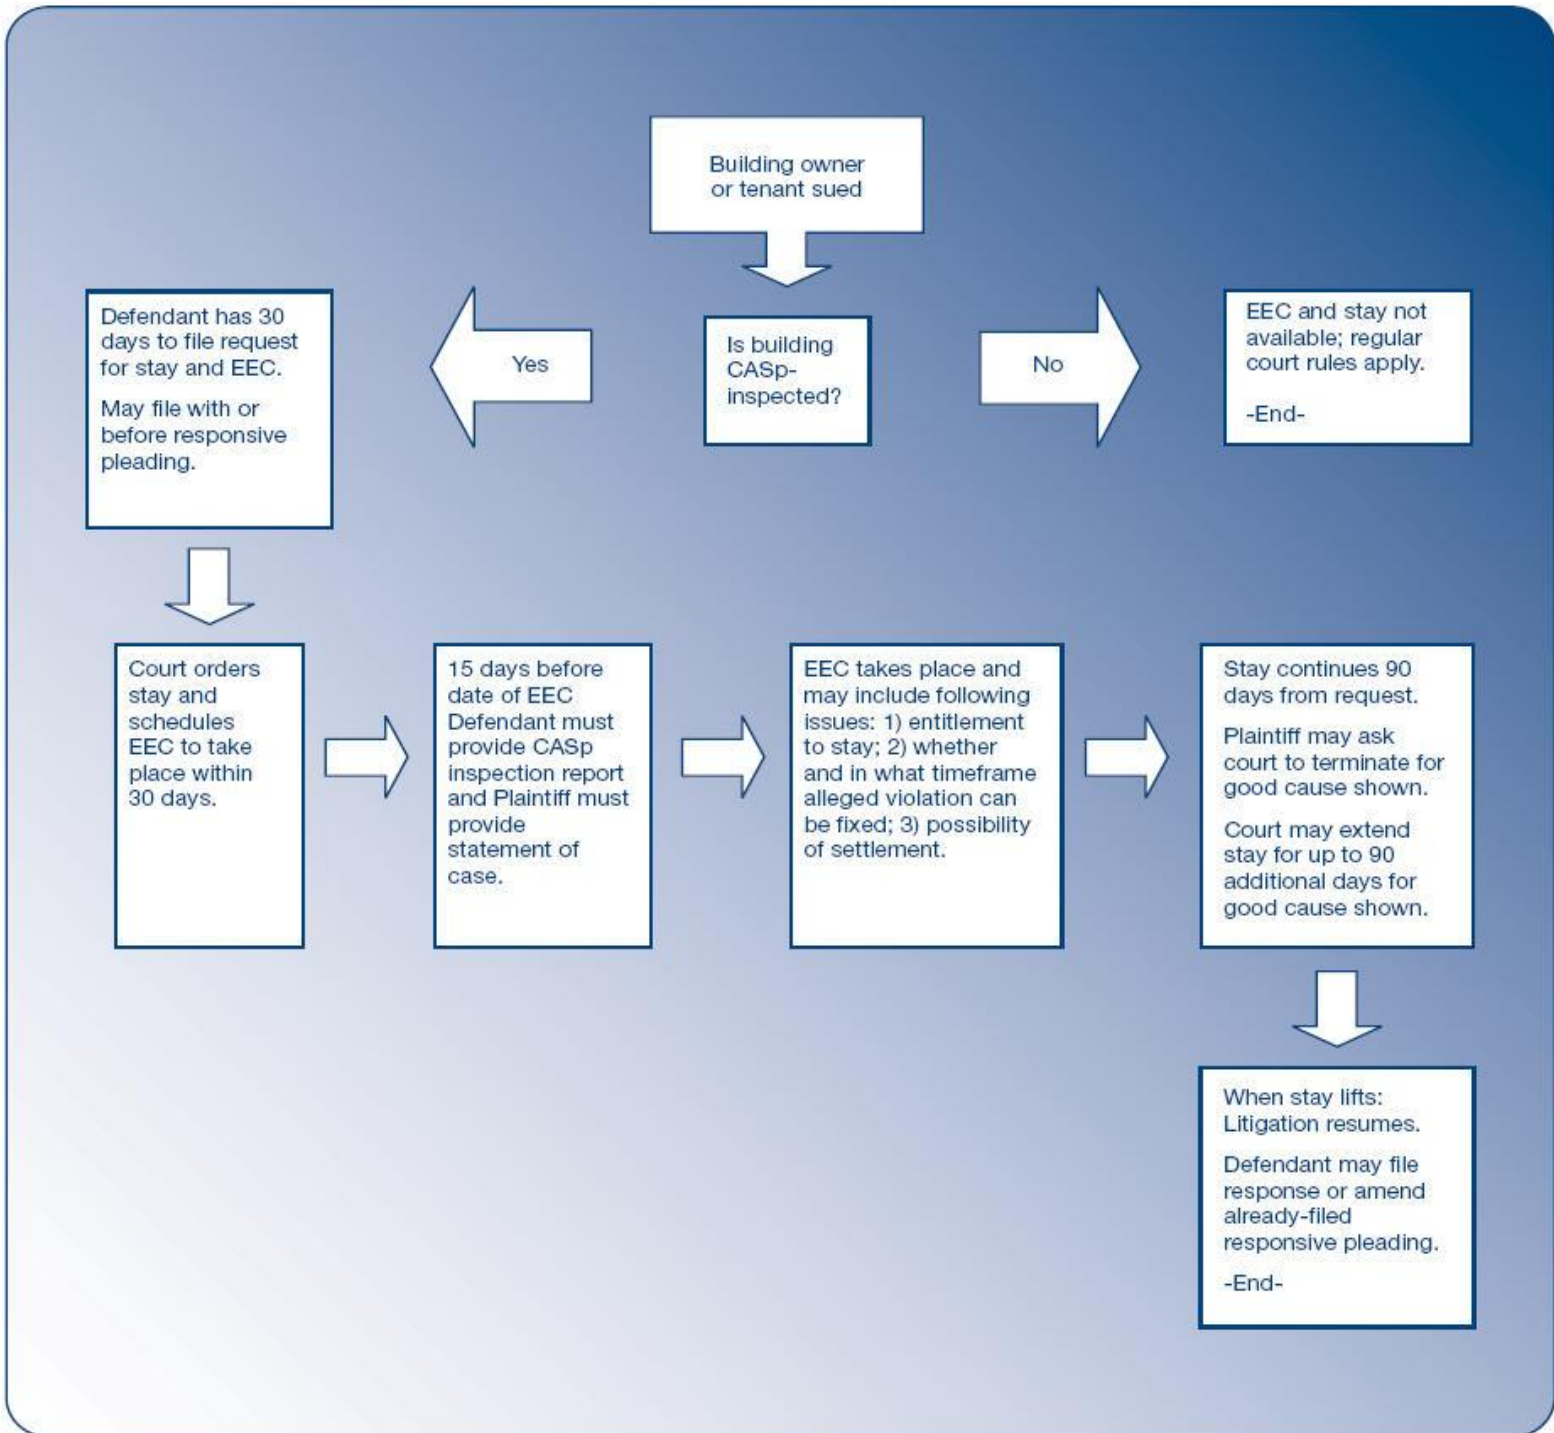 Building owner
or tenant sued
Is building
CASp-
inspected?
Yes
No
Defendant has 30
days to file request
for stay and EEC.
May file with or
before responsive
pleading.
EEC and stay not
available; regular
court rules apply.
-End-
Court orders
stay and
schedules
EEC to take
place within
30 days.
15 days before
date of EEC
Defendant must
provide CASp
inspection report
and Plaintiff must
provide
statement of
case.
EEC takes place and
may include following
issues: 1) entitlement
to stay; 2) whether
and in what timeframe
alleged violation can
be fixed; 3) possibility
of settlement.
Stay continues 90
days from request.
Plaintiff may ask
court to terminate for
good cause shown.
Court may extend
stay for up to 90
additional days for
good cause shown.
When stay lifts:
Litigation resumes.
Defendant may file
response or amend
already-filed
responsive pleading.
-End-